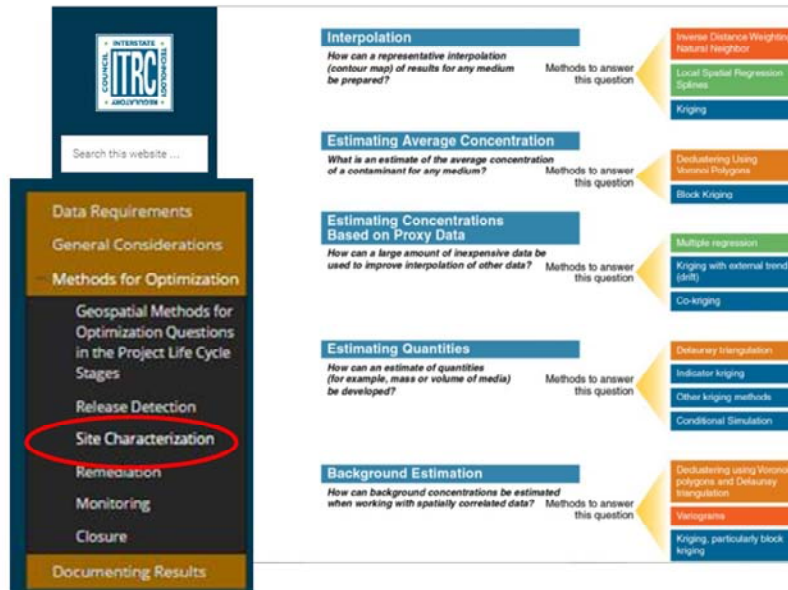 INTERSTATE
COUNCIL
ITRC
TECHNOLOGY
REGULATORY
Search this website ...
Data Requirements
General Considerations
Methods for Optimization
Geospatial Methods for
Optimization Questions
in the Project Life Cycle
Stages
Release Detection
Site Characterization
Remediation
Monitoring
Closure
Documenting Results
Interpolation
How can a representative interpolation
(contour map) of results for any medium
be prepared?
Methods to answer
this question
Inverse Distance Weighting
Natural Neighbor
Local Spatial Regression
Splines
Kriging
Estimating Average Concentration
What is an estimate of the average concentration
of a contaminant for any medium?
Methods to answer
this question
Declustering Using
Voronoi Polygons
Block Kriging
Estimating Concentrations
Based on Proxy Data
How can a large amount of inexpensive data be
used to improve interpolation of other data?
Methods to answer
this question
Multiple regression
Kriging with external trend
(drift)
Co-kriging
Estimating Quantities
How can an estimate of quantities
(for example, mass or volume of media)
be developed?
Methods to answer
this question
Delauney triangulation
Indicator kriging
Other kriging methods
Conditional Simulation
Background Estimation
How can background concentrations be estimated
when working with spatially correlated data?
Methods to answer
this question
Declustering using Voronoi
polygons and Delaunay
triangulation
Variograms
Kriging, particularly block
kriging